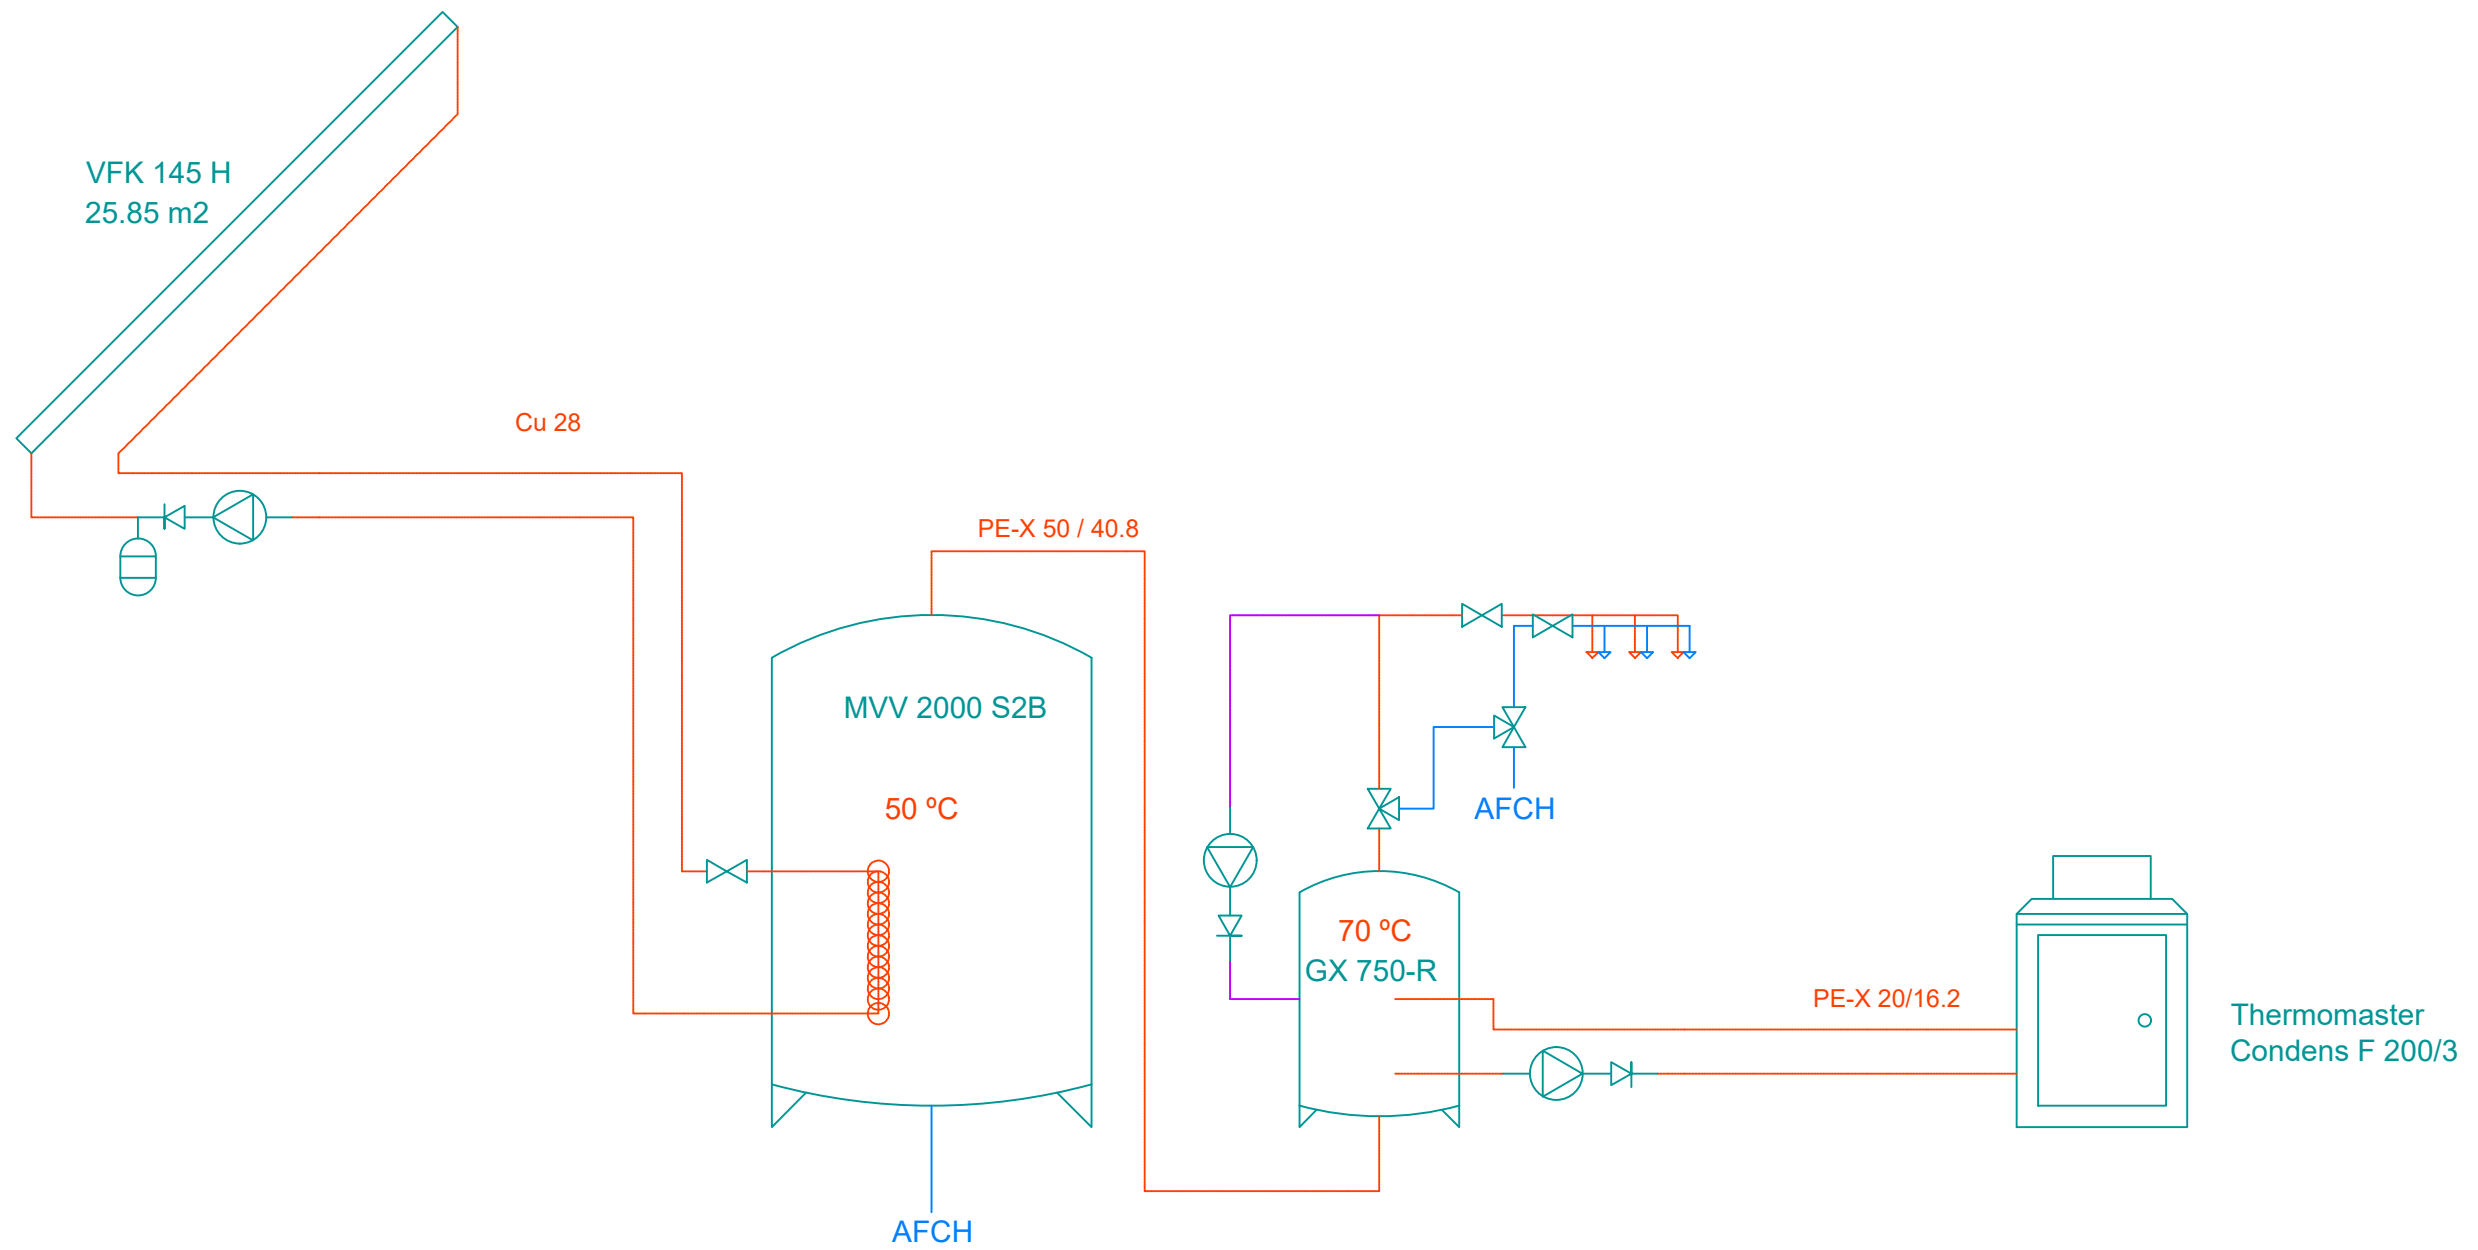 VFK 145 H
25.85 m2
Cu 28
PE-X 50 / 40.8
MVV 2000 S2B
50 ºC
AFCH
AFCH
70 ºC
GX 750-R
PE-X 20/16.2
Thermomaster
Condens F 200/3